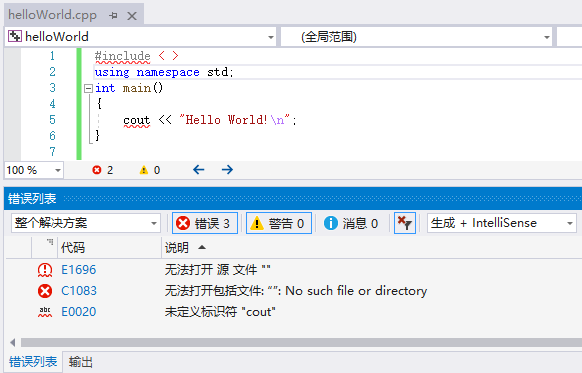 helloWorld.cpp
helloWorld (全局范围)
1 #include < >
2 using namespace std;
3 int main()
4 {
5 cout << "Hello World!\n";
6 }
7
100 % 2 0
错误列表
整个解决方案 错误 3 警告 0 消息 0 生成 + IntelliSense
代码 说明
E1696 无法打开 源 文件 ""
C1083 无法打开包括文件: “”: No such file or directory
abc E0020 未定义标识符 "cout"
错误列表 输出